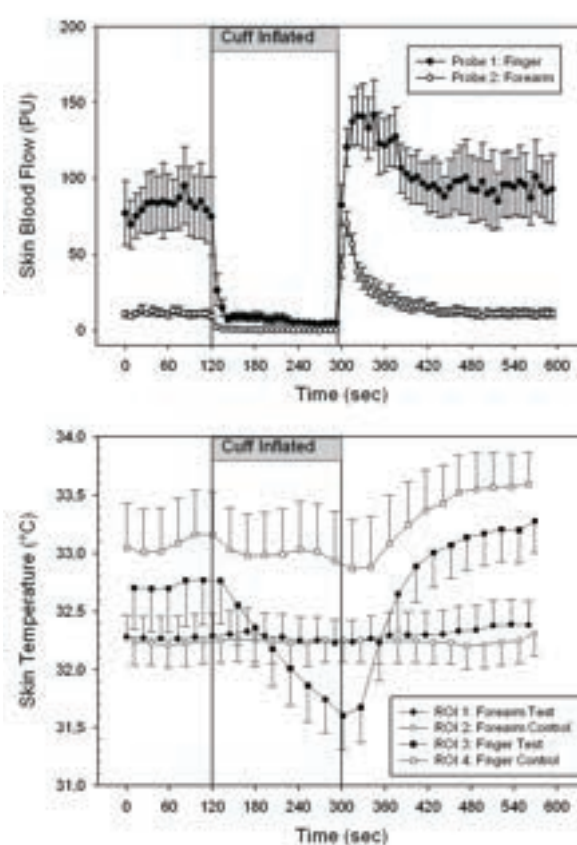 200
150
100
50
0
Skin Blood Flow (PU)
Cuff Inflated
Probe 1: Finger
Probe 2: Forearm
0 60 120 180 240 300 360 420 480 540 600
Time (sec)
34.0
33.5
33.0
32.5
32.0
31.5
31.0
Skin Temperature (°C)
Cuff Inflated
ROI 1: Forearm Test
ROI 2: Forearm Control
ROI 3: Finger Test
ROI 4: Finger Control
0 60 120 180 240 300 360 420 480 540 600
Time (sec)